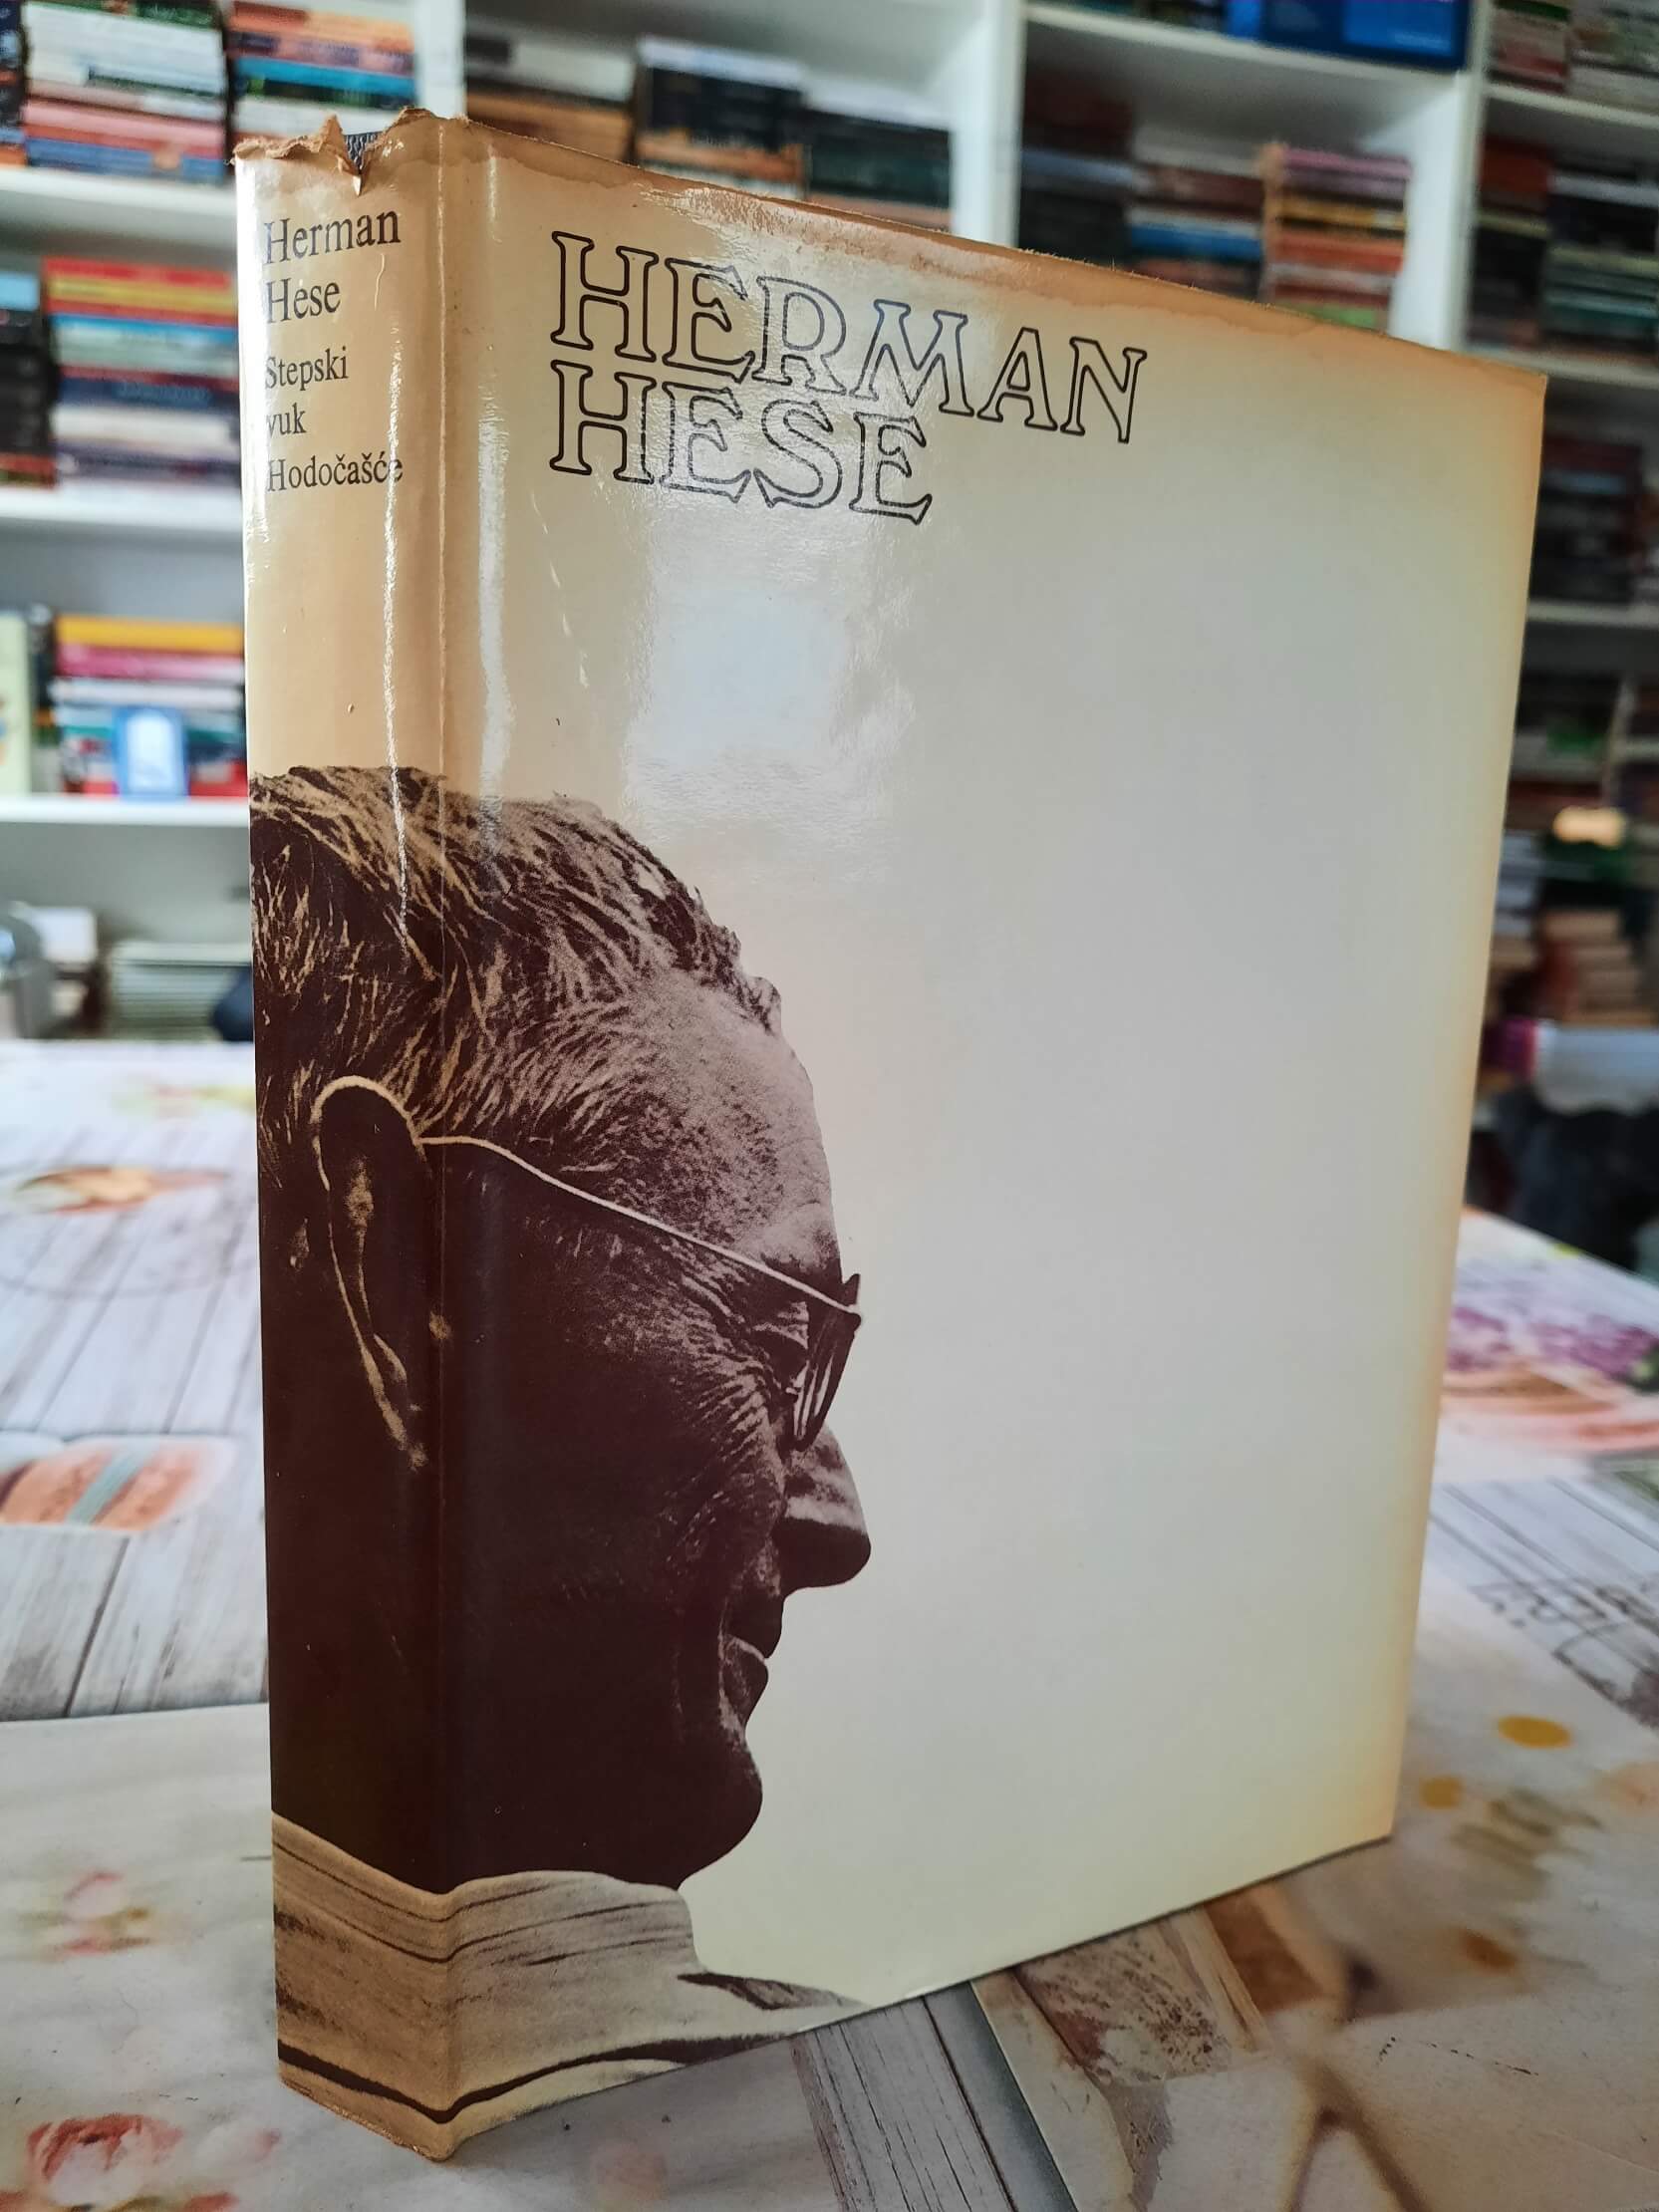 Herman
Hese
Stepski
vuk
Hodočašće
HERMAN
HESE